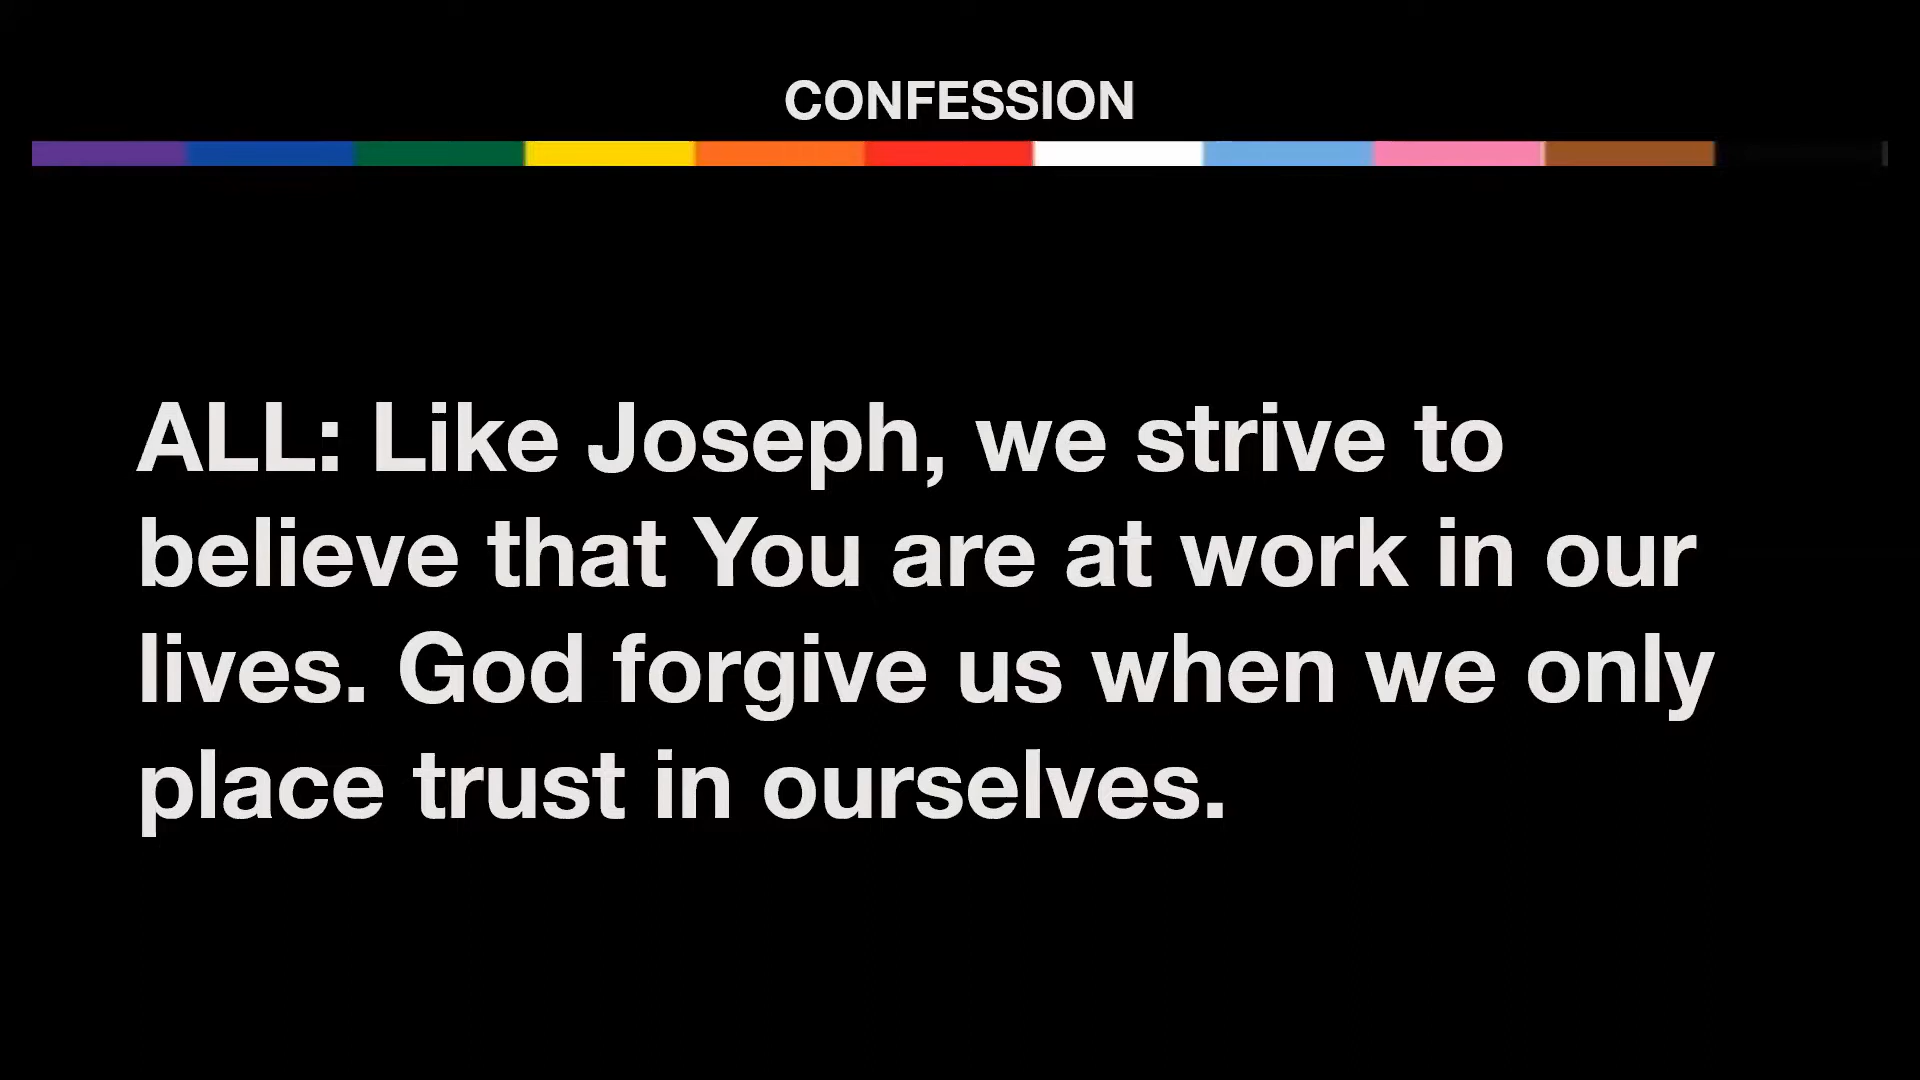 CONFESSION
ALL: Like Joseph, we strive to
believe that You are at work in our
lives. God forgive us when we only
place trust in ourselves.